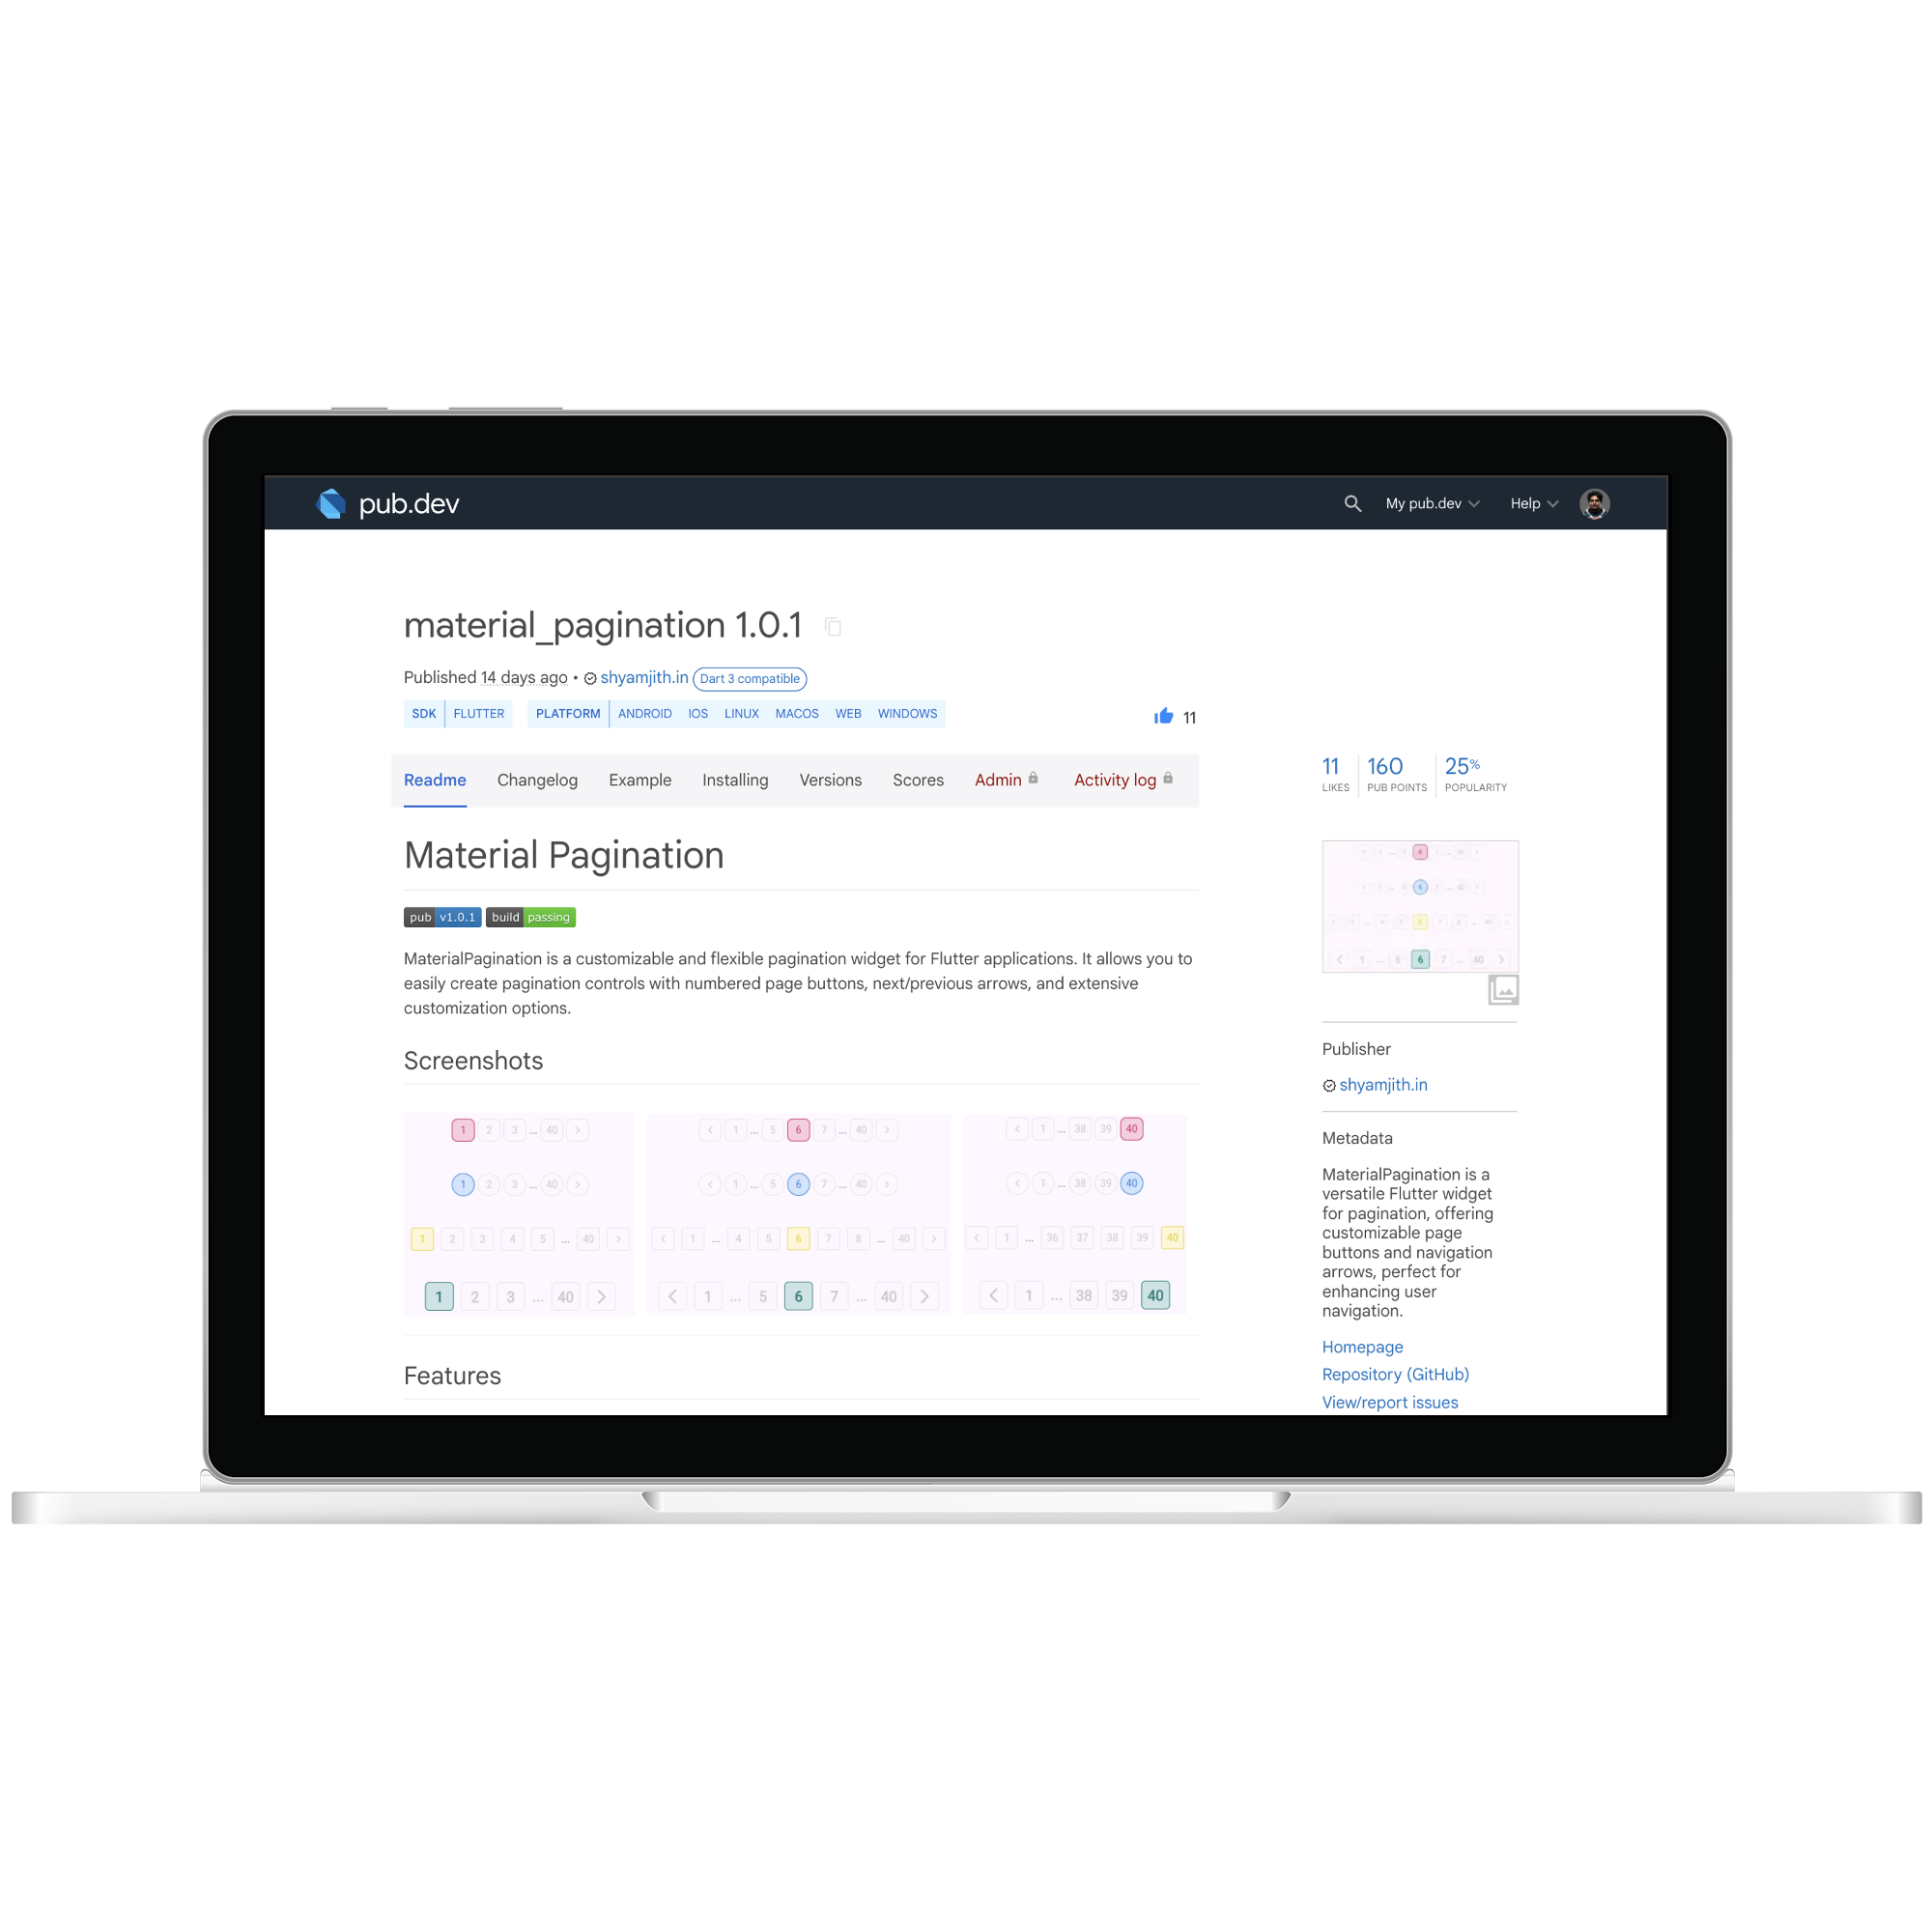 pub.dev
My pub.dev
Help
material_pagination 1.0.1
Published 14 days ago • shyamjith.in Dart 3 compatible
SDK FLUTTER PLATFORM ANDROID IOS LINUX MACOS WEB WINDOWS
11
Readme Changelog Example Installing Versions Scores Admin Activity log
Material Pagination
pub v1.0.1 build passing
MaterialPagination is a customizable and flexible pagination widget for Flutter applications. It allows you to
easily create pagination controls with numbered page buttons, next/previous arrows, and extensive
customization options.
Screenshots
1 2 3 ... 40 >
1 2 3 ... 40 >
1 2 3 4 5 ... 40 >
1 2 3 ... 40 >
< 1 ... 5 6 7 ... 40 >
< 1 ... 5 6 7 ... 40 >
< 1 ... 4 5 6 7 8 ... 40 >
< 1 ... 5 6 7 ... 40 >
< 1 ... 38 39 40
< 1 ... 38 39 40
< 1 ... 36 37 38 39 40
< 1 ... 38 39 40
Features
11 160 25%
LIKES PUB POINTS POPULARITY
< 1 ... 5 6 7 ... 40 >
Publisher
shyamjith.in
Metadata
MaterialPagination is a
versatile Flutter widget
for pagination, offering
customizable page
buttons and navigation
arrows, perfect for
enhancing user
navigation.
Homepage
Repository (GitHub)
View/report issues